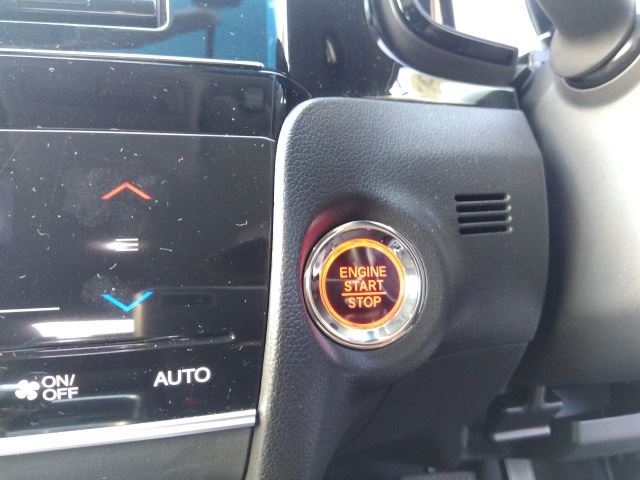 ENGINE
START
STOP
ON/
OFF
AUTO